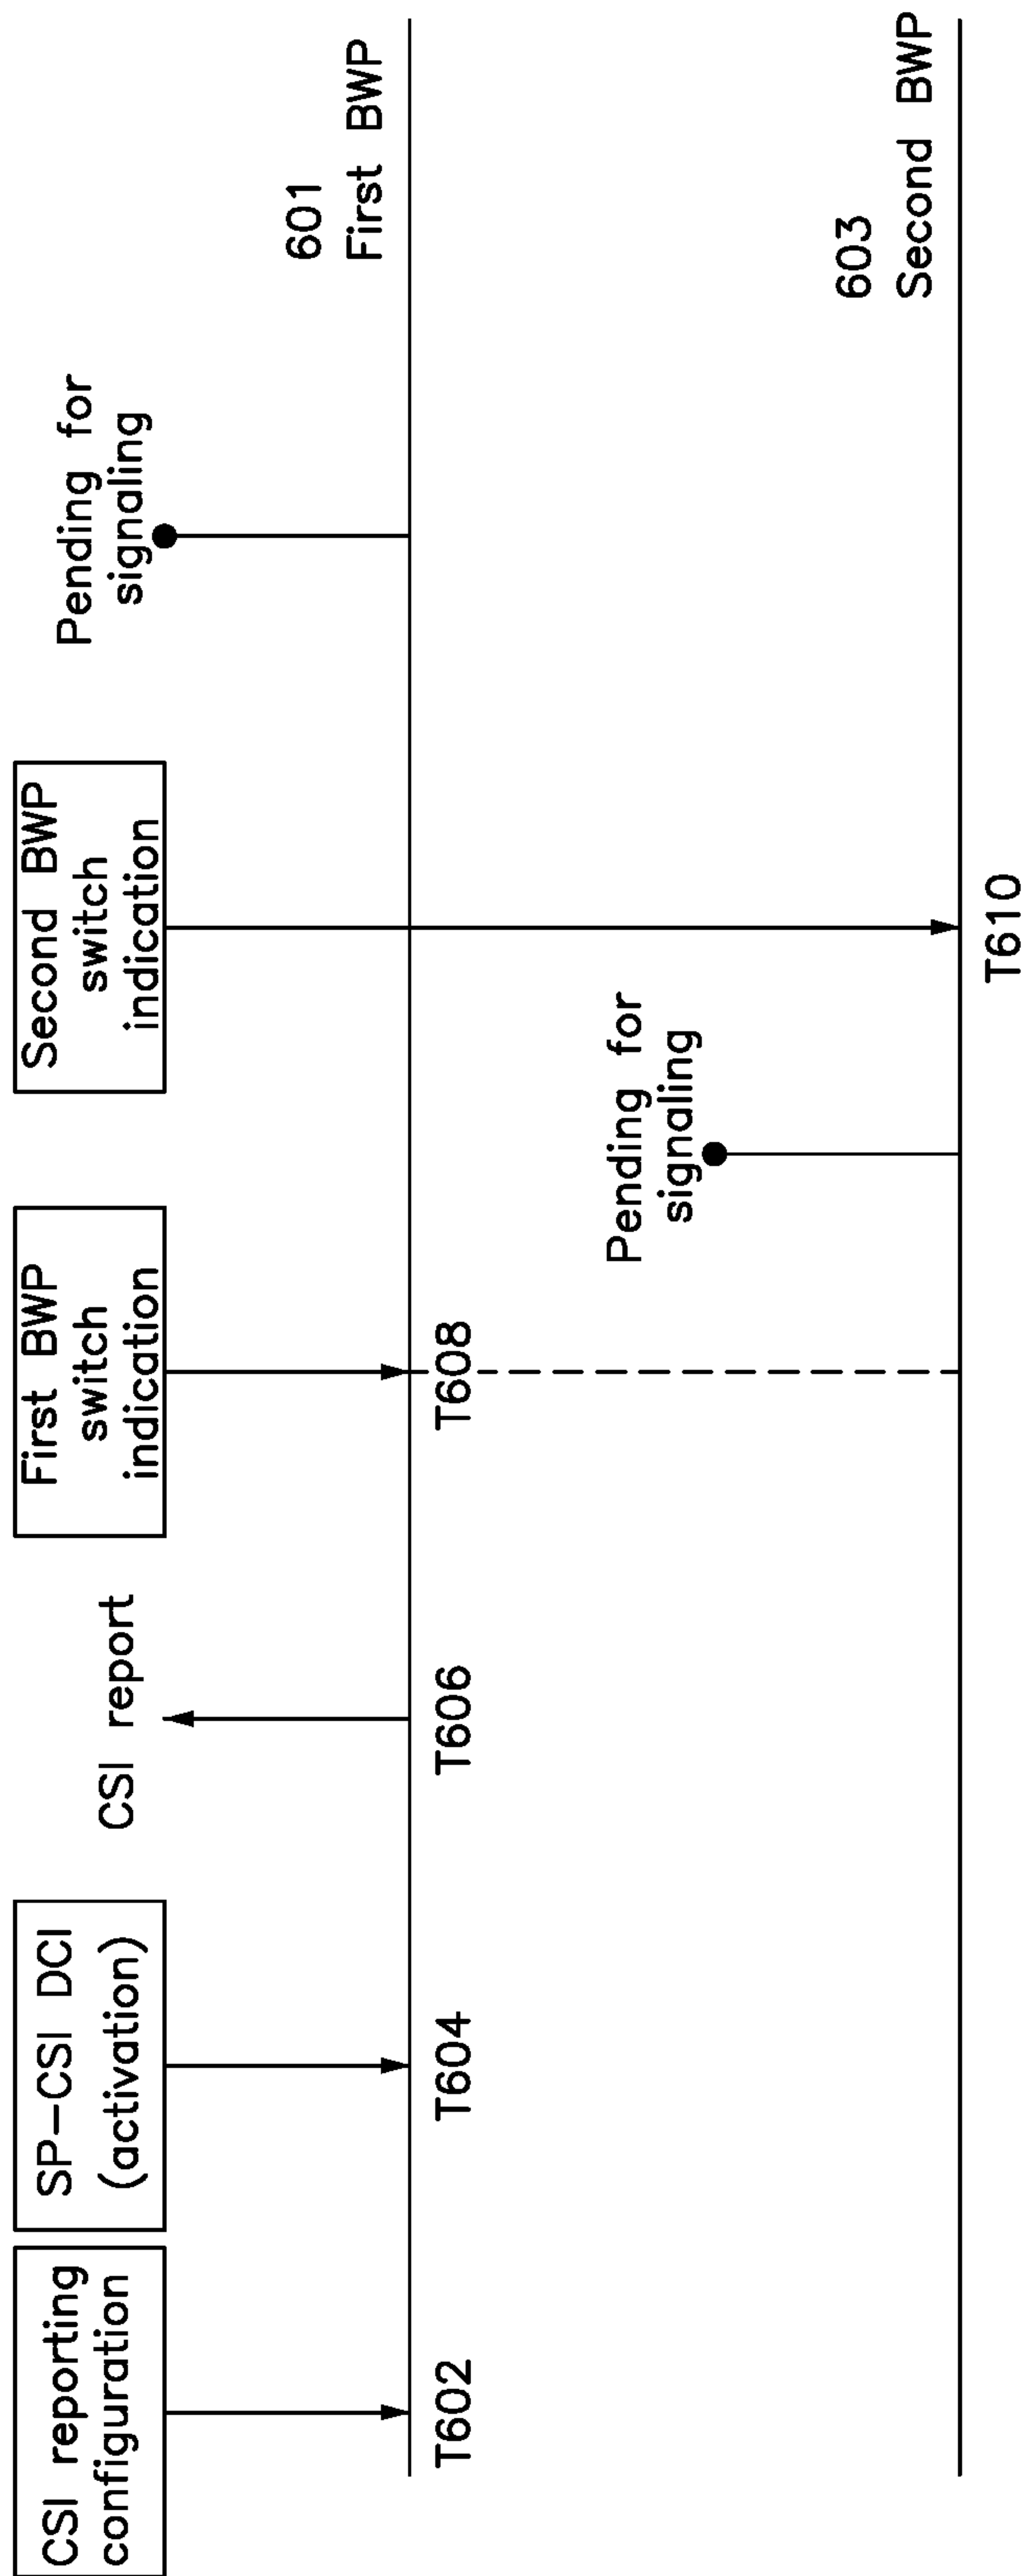 CSI reporting
configuration
SP-CSI DCI
(activation)
CSI report
First BWP
switch
indication
Second BWP
switch
indication
Pending for
signaling
601
First BWP
T602
T604
T606
T608
Pending for
signaling
603
Second BWP
T610